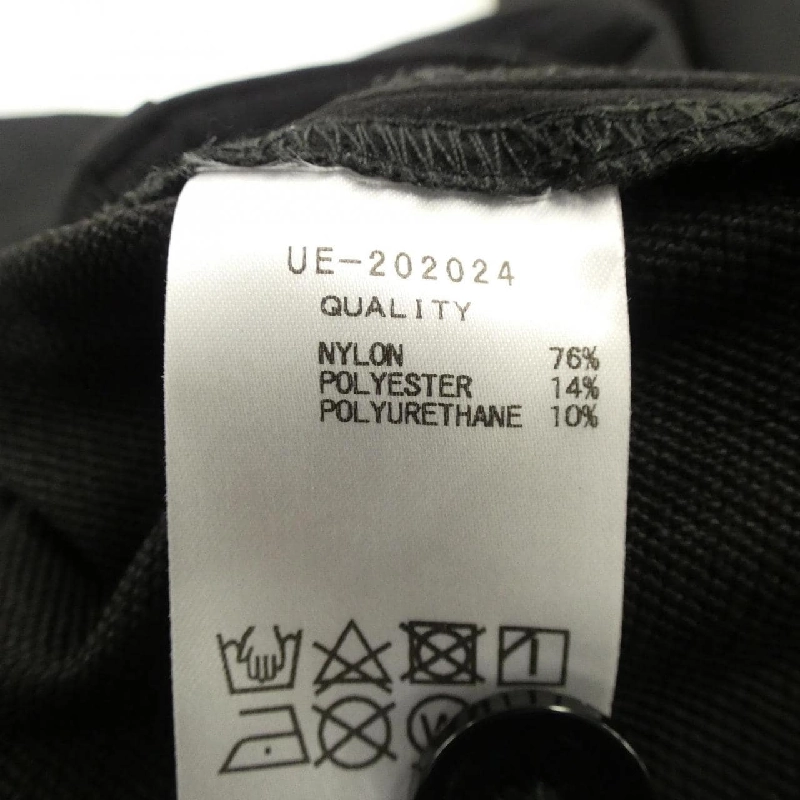 UE-202024
QUALITY
NYLON 76%
POLYESTER 14%
POLYURETHANE 10%
W